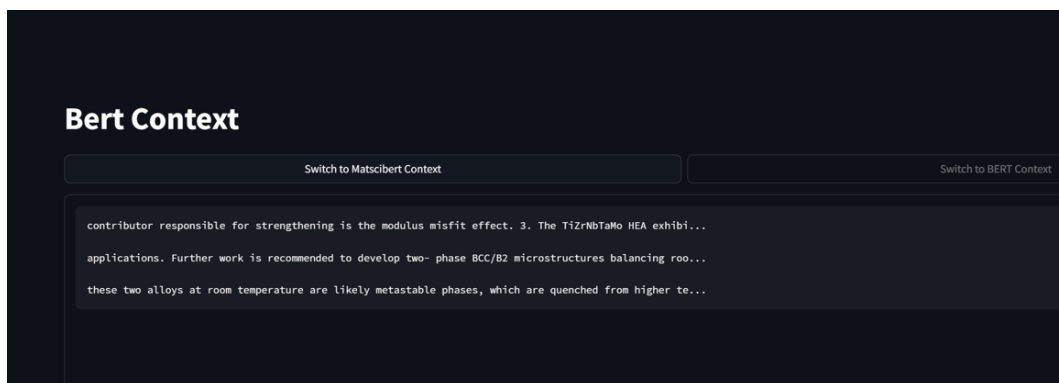 Bert Context
Switch to Matscibert Context
Switch to BERT Context
contributor responsible for strengthening is the modulus misfit effect. 3. The TiZrNbTaMo HEA exhibi...
applications. Further work is recommended to develop two- phase BCC/B2 microstructures balancing roo...
these two alloys at room temperature are likely metastable phases, which are quenched from higher te...